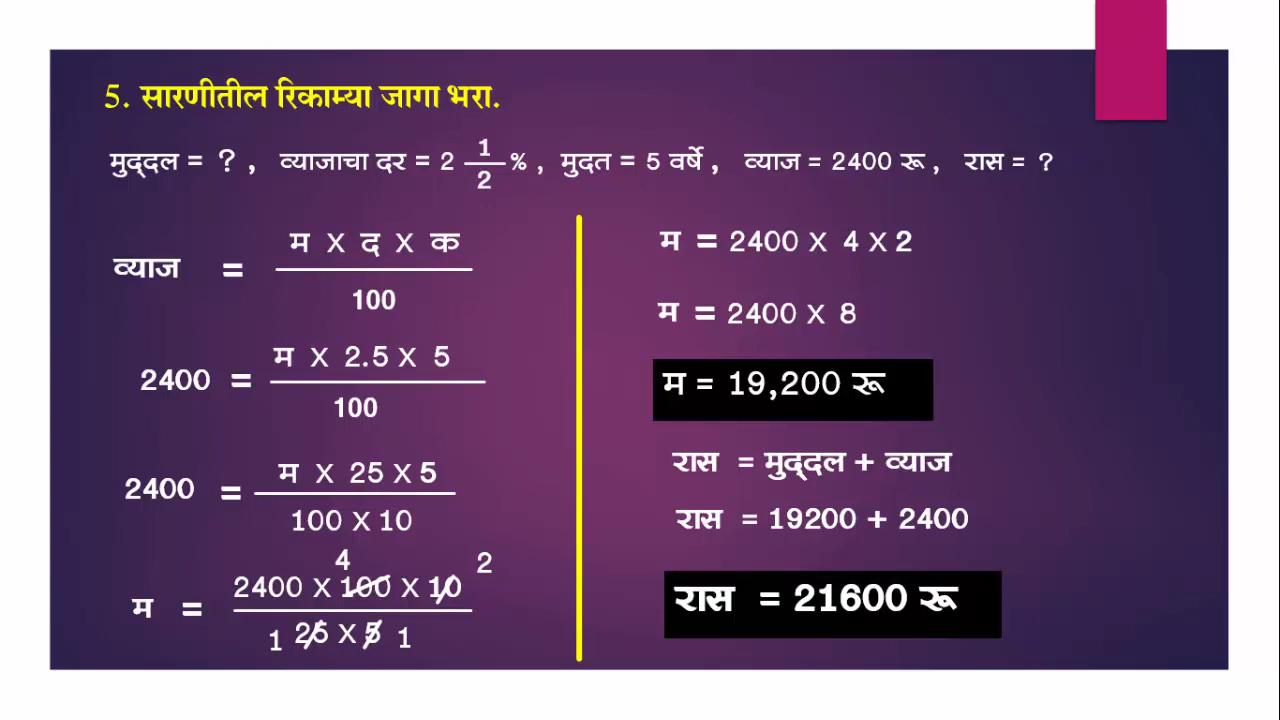 5. सारणीतील रिकाम्या जागा भरा.
मुद्दल = ? , व्याजाचा दर = 2 1/2 % , मुदत = 5 वर्षे , व्याज = 2400 रू , रास = ?
व्याज = म X द X क / 100
2400 = म X 2.5 X 5 / 100
2400 = म X 25 X 5 / 100 X 10
4 2
म = 2400 X 100 X 10 / 1 25 X 5 1
म = 2400 X 4 X 2
म = 2400 X 8
म = 19,200 रू
रास = मुद्दल + व्याज
रास = 19200 + 2400
रास = 21600 रू